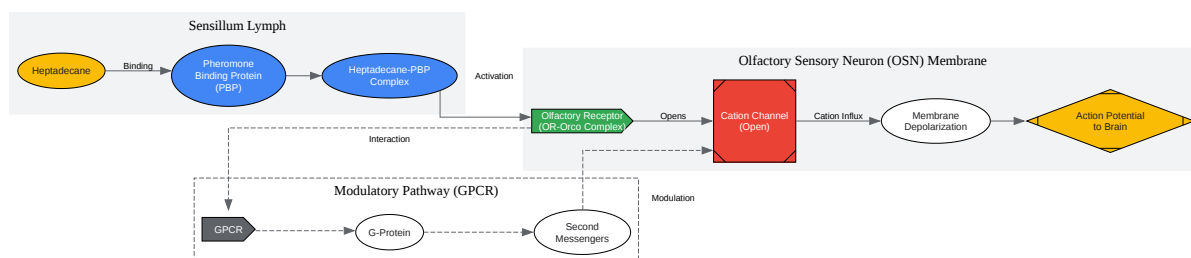 Sensillum Lymph
Heptadecane
Binding
Pheromone
Binding Protein
(PBP)
Heptadecane-PBP
Complex
Activation
Olfactory Sensory Neuron (OSN) Membrane
Olfactory Receptor
(OR-Orco Complex)
Opens
Cation Channel
(Open)
Cation Influx
Membrane
Depolarization
Action Potential
to Brain
Interaction
Modulatory Pathway (GPCR)
Modulation
GPCR
G-Protein
Second
Messengers